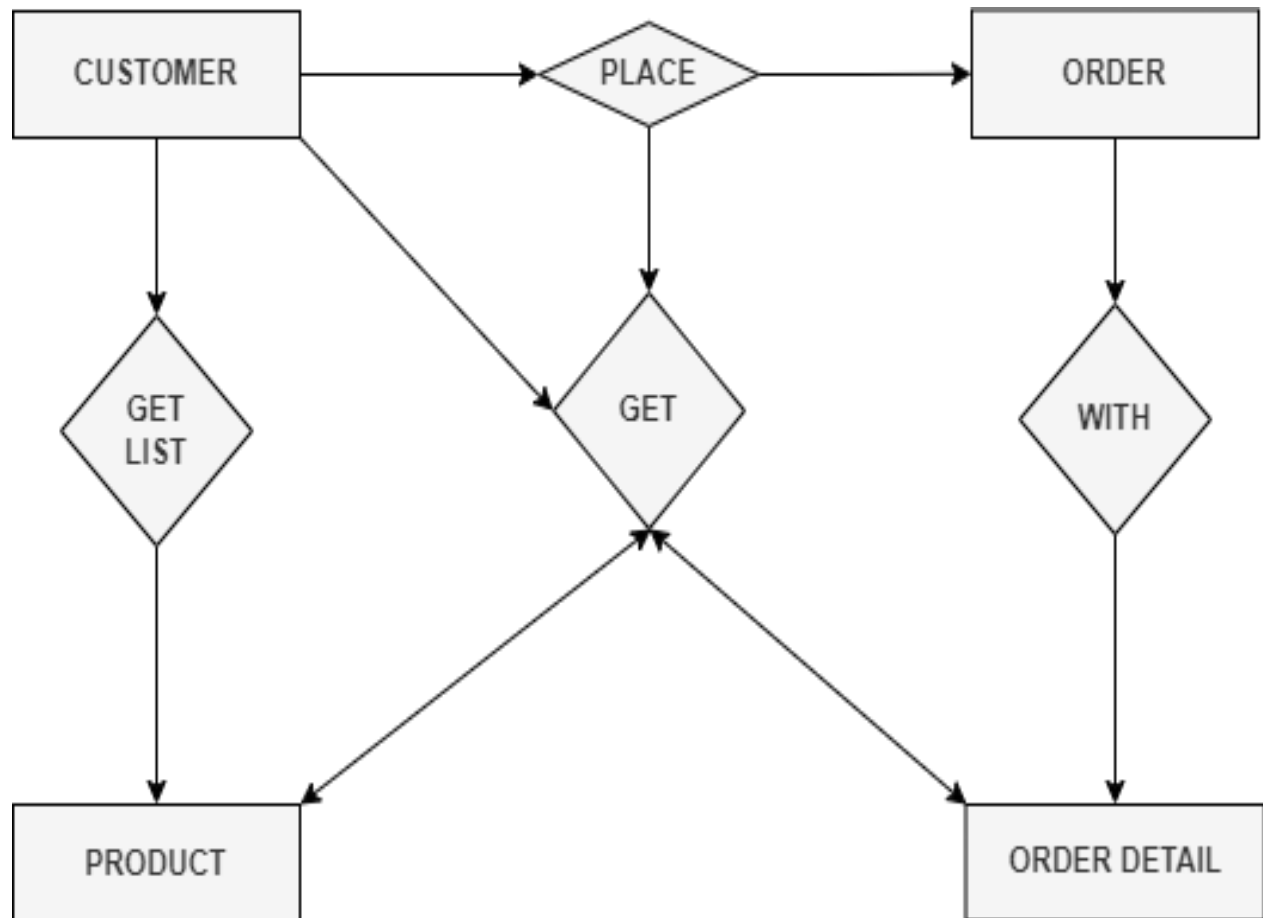 CUSTOMER
PLACE
ORDER
GET
LIST
GET
WITH
PRODUCT
ORDER DETAIL